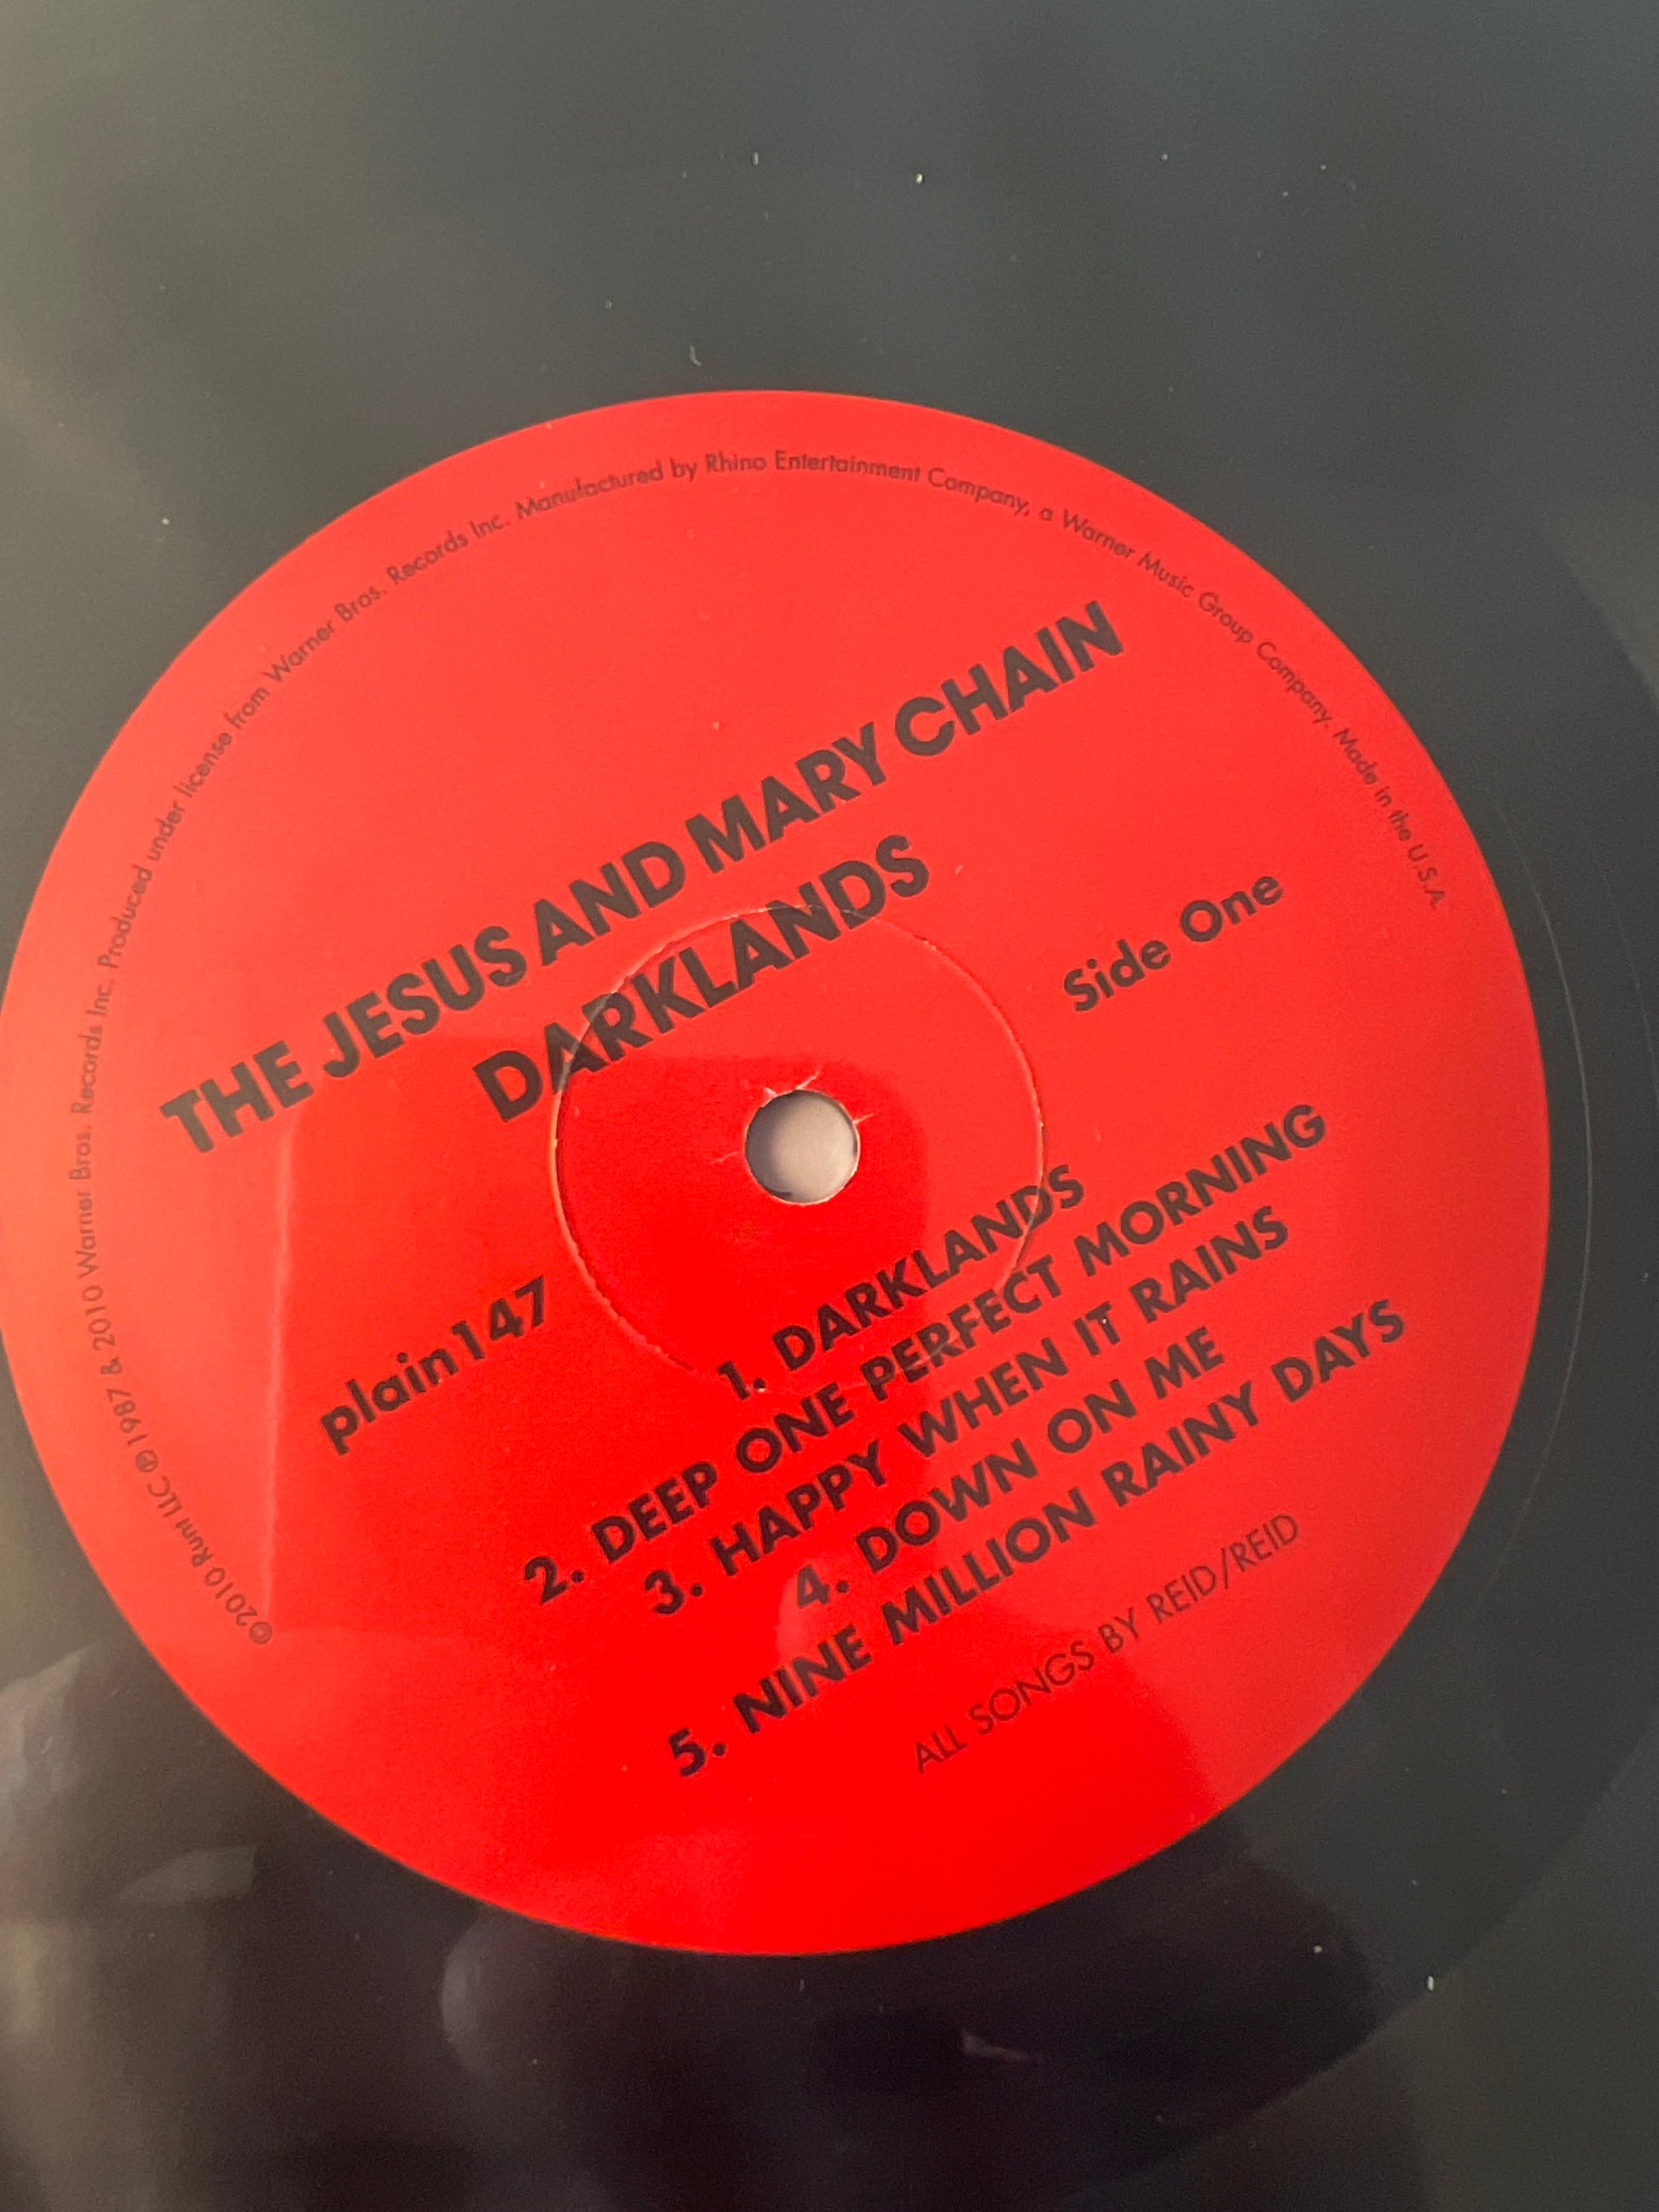 ©2010 Runt LLC ℗1987 & 2010 Warner Bros. Records Inc. Produced under license from Warner Bros. Records Inc. Manufactured by Rhino Entertainment Company, a Warner Music Group Company. Made in the U.S.A.
THE JESUS AND MARY CHAIN
DARKLANDS
Side One
plain147
1. DARKLANDS
2. DEEP ONE PERFECT MORNING
3. HAPPY WHEN IT RAINS
4. DOWN ON ME
5. NINE MILLION RAINY DAYS
ALL SONGS BY REID/REID